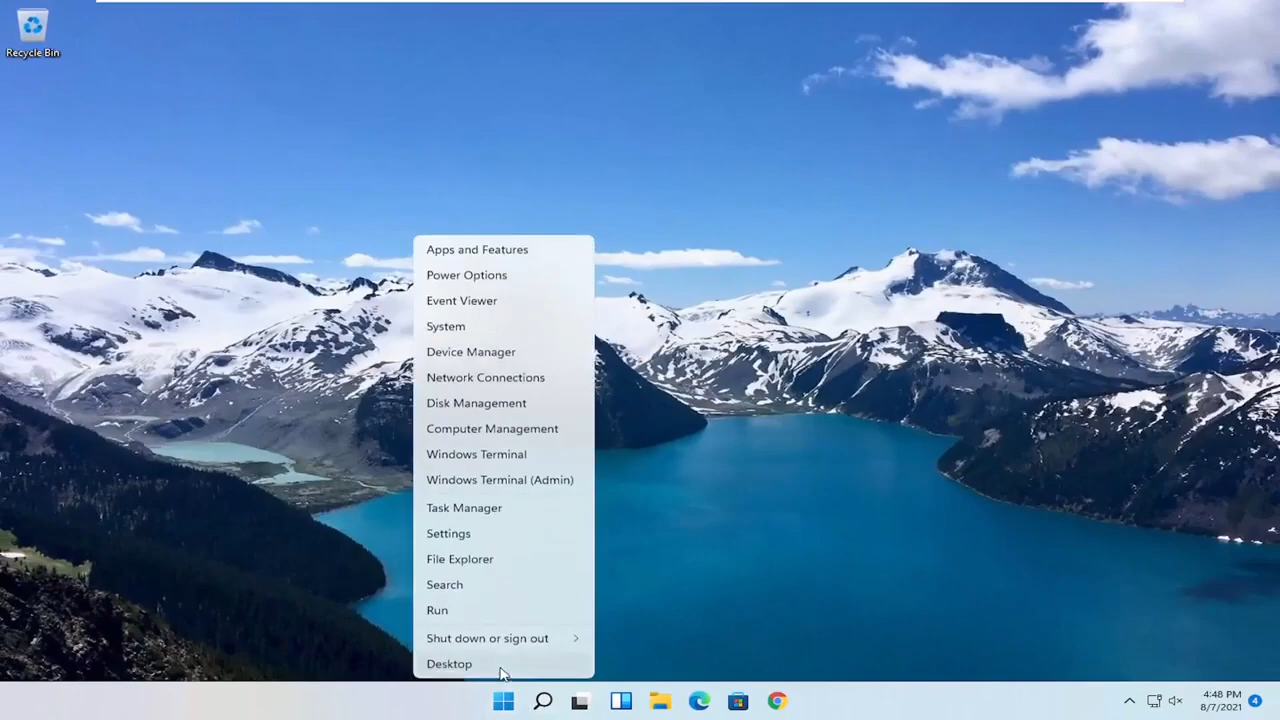 Recycle Bin
Apps and Features
Power Options
Event Viewer
System
Device Manager
Network Connections
Disk Management
Computer Management
Windows Terminal
Windows Terminal (Admin)
Task Manager
Settings
File Explorer
Search
Run
Shut down or sign out
Desktop
4:48 PM
8/7/2021
4